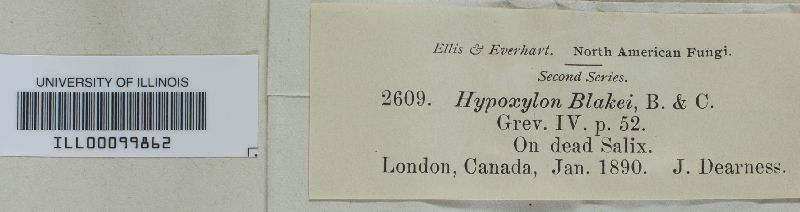 UNIVERSITY OF ILLINOIS
ILL00099862
Ellis & Everhart. North American Fungi.
Second Series.
2609. Hypoxylon Blakei, B. & C.
Grev. IV. p. 52.
On dead Salix.
London, Canada, Jan. 1890. J. Dearness.